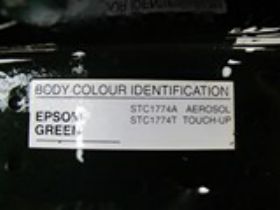 BODY COLOUR IDENTIFICATION
EPSOM STC1774A AEROSOL
GREEN STC1774T TOUCH-UP